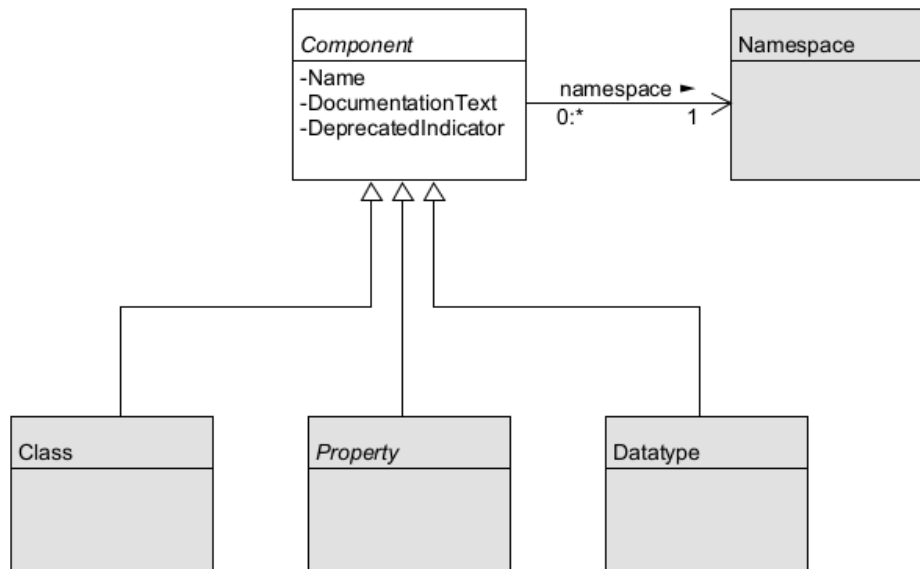 Component
-Name
-DocumentationText
-DeprecatedIndicator
namespace ►
0:*
1
Namespace
Class
Property
Datatype